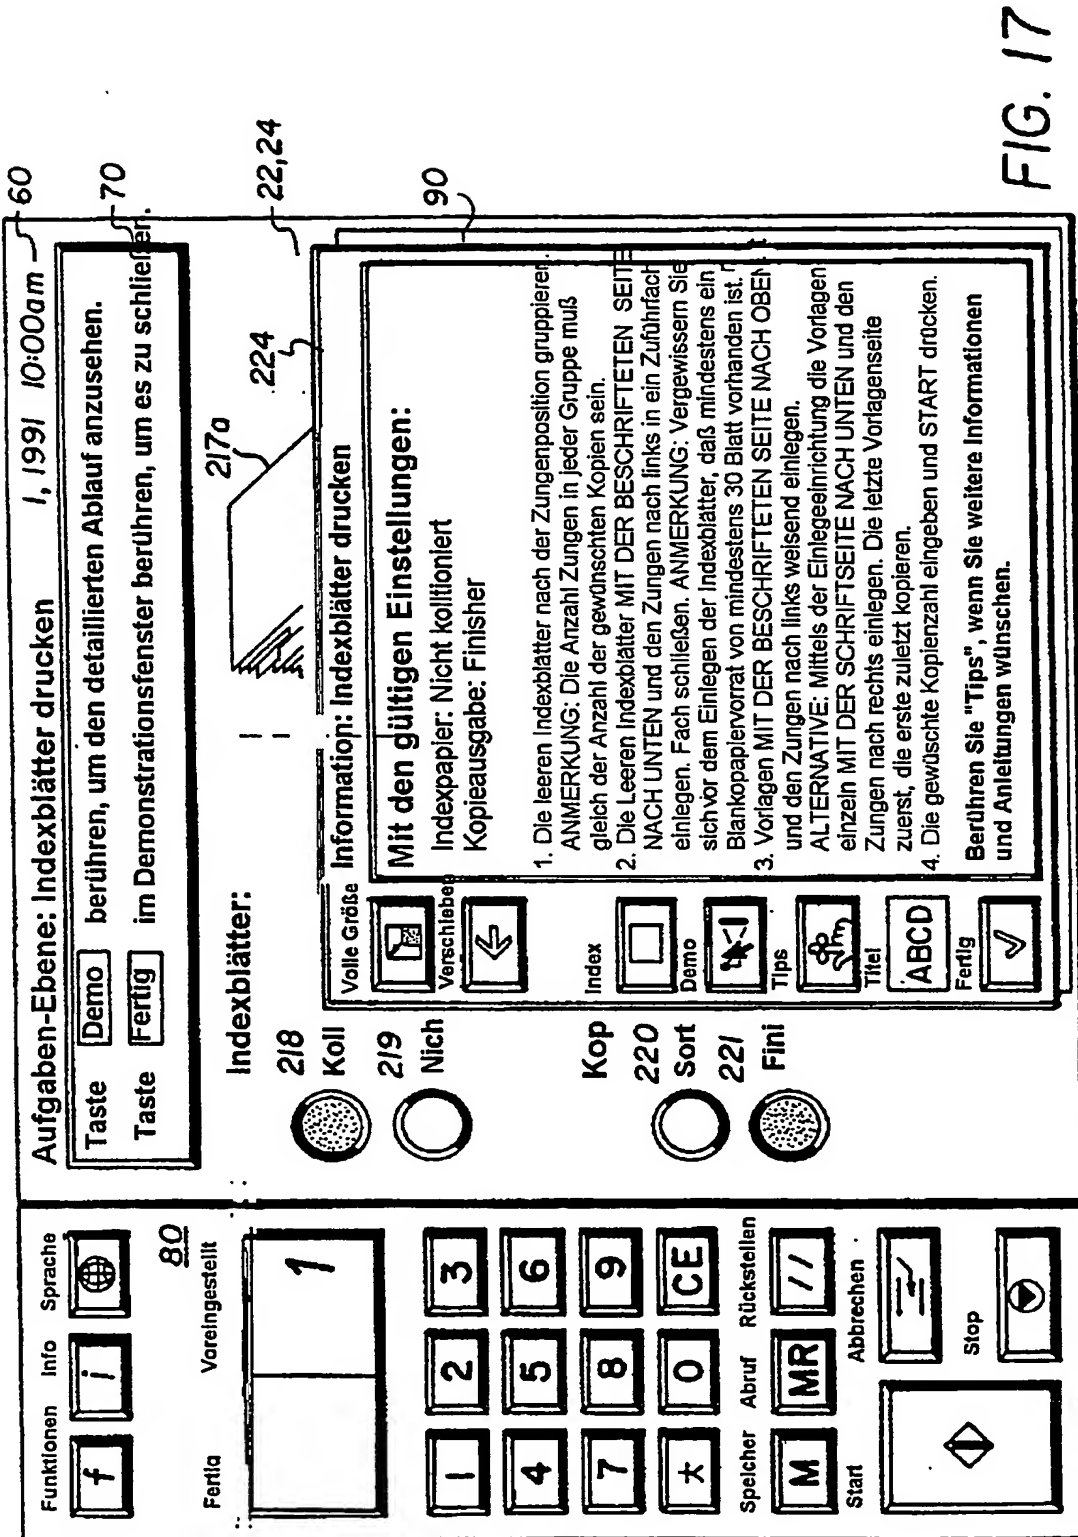 Aufgaben-Ebene: Indexblätter drucken
1, 1991 10:00am
60
Taste Demo berühren, um den detaillierten Ablauf anzusehen.
Taste Fertig im Demonstrationsfenster berühren, um es zu schließen.
70
Funktionen Info Sprache
f i
80
Fertig Voreingestellt
1
1 2 3
4 5 6
7 8 9
* 0 CE
Speicher Abruf Rückstellen
M MR //
Start Abbrechen
Stop
Indexblätter:
217a
22,24
218
Koll
219
Nich
Kop
220
Sort
221
Fini
224
90
Information: Indexblätter drucken
Volle Größe
Verschieben
Index
Demo
Tips
Titel
ABCD
Fertig
Mit den gültigen Einstellungen:
Indexpapier: Nicht kolltioniert
Kopieausgabe: Finisher
1. Die leeren Indexblätter nach der Zungenposition gruppieren.
ANMERKUNG: Die Anzahl Zungen in jeder Gruppe muß
gleich der Anzahl der gewünschten Kopien sein.
2. Die Leeren Indexblätter MIT DER BESCHRIFTETEN SEITE
NACH UNTEN und den Zungen nach links in ein Zuführfach
einlegen. Fach schließen. ANMERKUNG: Vergewissern Sie
sichvor dem Einlegen der Indexblätter, daß mindestens ein
Blankopapiervorrat von mindestens 30 Blatt vorhanden ist.
3. Vorlagen MIT DER BESCHRIFTETEN SEITE NACH OBEN
und den Zungen nach links weisend einlegen.
ALTERNATIVE: Mittels der Einlegeeinrichtung die Vorlagen
einzeln MIT DER SCHRIFTSEITE NACH UNTEN und den
Zungen nach rechts einlegen. Die letzte Vorlagenseite
zuerst, die erste zuletzt kopieren.
4. Die gewüschte Kopienzahl eingeben und START drücken.
Berühren Sie "Tips", wenn Sie weitere Informationen
und Anleitungen wünschen.
FIG. 17